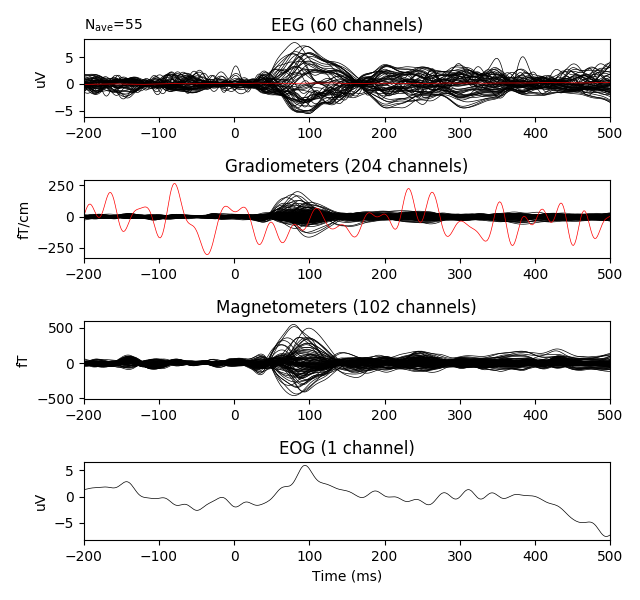 N_ave=55
EEG (60 channels)
5
0
−5
uV
−200 −100 0 100 200 300 400 500
Gradiometers (204 channels)
250
0
−250
fT/cm
−200 −100 0 100 200 300 400 500
Magnetometers (102 channels)
500
0
−500
fT
−200 −100 0 100 200 300 400 500
EOG (1 channel)
5
0
−5
uV
−200 −100 0 100 200 300 400 500
Time (ms)